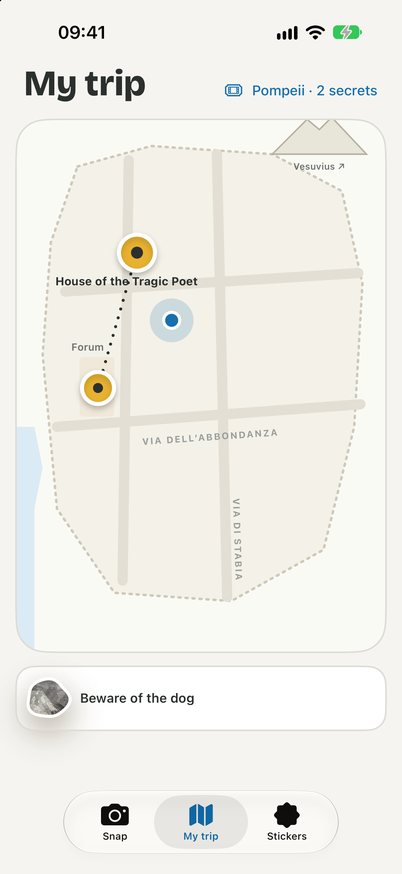 09:41
My trip
Pompeii · 2 secrets
Vesuvius ↗
House of the Tragic Poet
Forum
VIA DELL'ABBONDANZA
VIA DI STABIA
Beware of the dog
Snap
My trip
Stickers